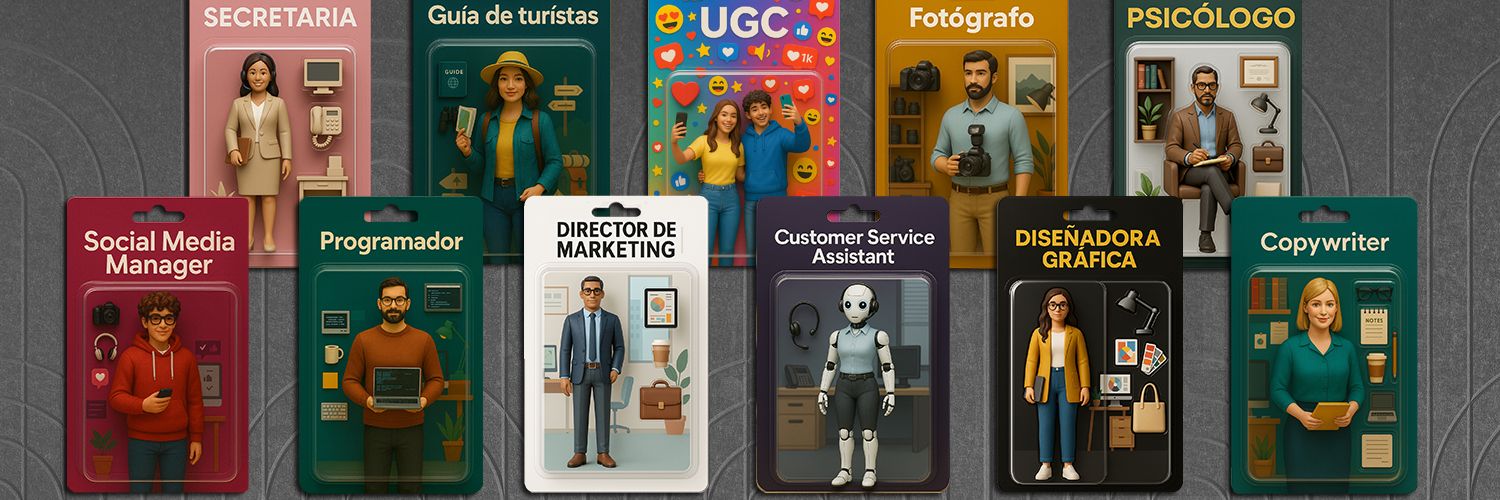 SECRETARIA
Guía de turístas
UGC
Fotógrafo
PSICÓLOGO
GUIDE
1K
Social Media
Manager
Programador
DIRECTOR DE
MARKETING
Customer Service
Assistant
DISEÑADORA
GRÁFICA
Copywriter
NOTES